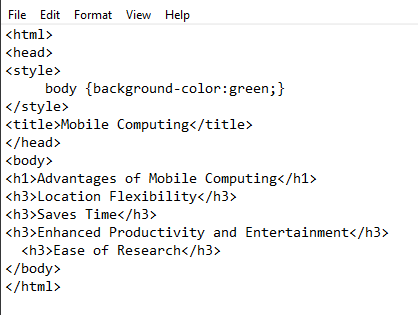 File Edit Format View Help
<html>
<head>
<style>
     body {background-color:green;}
</style>
<title>Mobile Computing</title>
</head>
<body>
<h1>Advantages of Mobile Computing</h1>
<h3>Location Flexibility</h3>
<h3>Saves Time</h3>
<h3>Enhanced Productivity and Entertainment</h3>
  <h3>Ease of Research</h3>
</body>
</html>